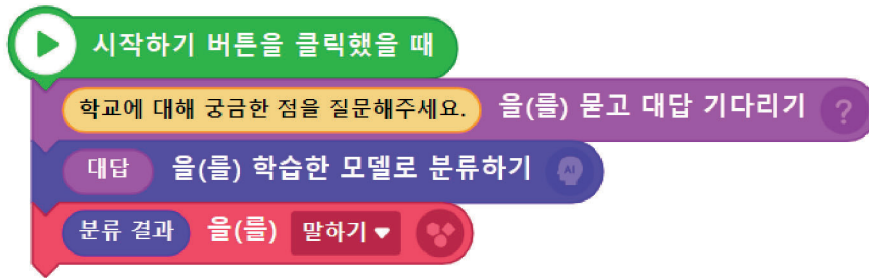 시작하기 버튼을 클릭했을 때
학교에 대해 궁금한 점을 질문해주세요. 을(를) 묻고 대답 기다리기 ?
대답 을(를) 학습한 모델로 분류하기 AI
분류 결과 을(를) 말하기